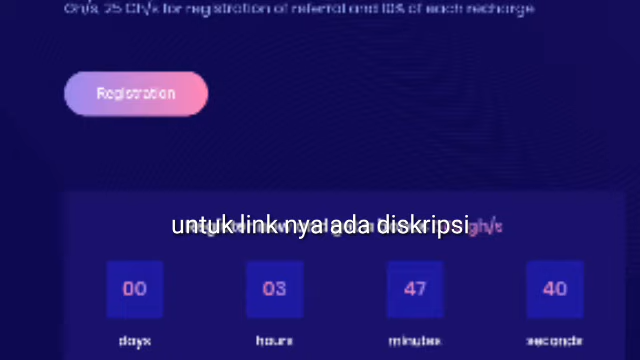 Gh/s, 25 Gh/s for registration of referral and 10% of each recharge
Registration
untuk link nya ada diskripsi
gh/s
00 03 47 40
days hours minutes seconds